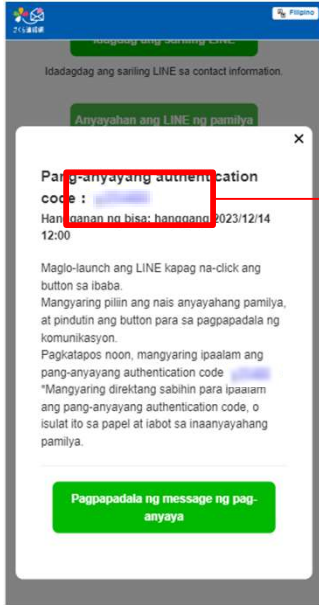 さくら連絡網
Filipino
Idagdag ang sariling LINE
Idadagdag ang sariling LINE sa contact information.
Anyayahan ang LINE ng pamilya
×
Pang-anyayang authentication
code：
Hangganan ng bisa: hanggang 2023/12/14
12:00
Maglo-launch ang LINE kapag na-click ang
button sa ibaba.
Mangyaring piliin ang nais anyayahang pamilya,
at pindutin ang button para sa pagpapadala ng
komunikasyon.
Pagkatapos noon, mangyaring ipaalam ang
pang-anyayang authentication code
*Mangyaring direktang sabihin para ipaalam
ang pang-anyayang authentication code, o
isulat ito sa papel at iabot sa inaanyayahang
pamilya.
Pagpapadala ng message ng pag-
anyaya